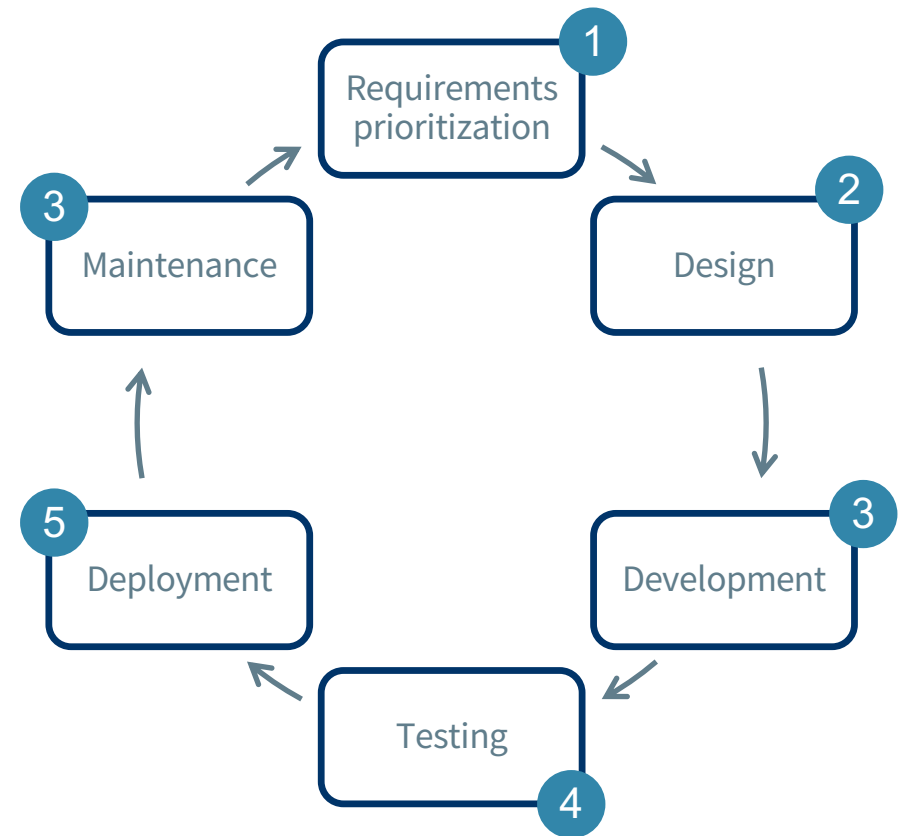 1
Requirements
prioritization
2
Design
3
Development
4
Testing
5
Deployment
3
Maintenance